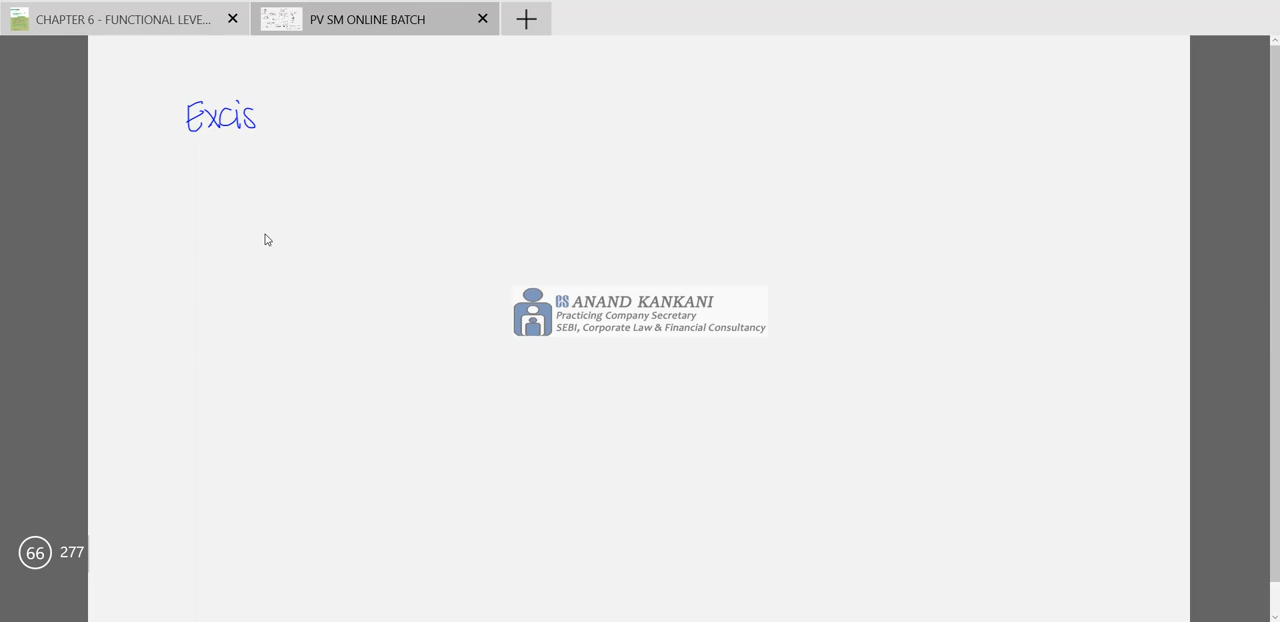 CHAPTER 6 - FUNCTIONAL LEVE...
PV SM ONLINE BATCH
Excis
CS ANAND KANKANI
Practicing Company Secretary
SEBI, Corporate Law & Financial Consultancy
66 277